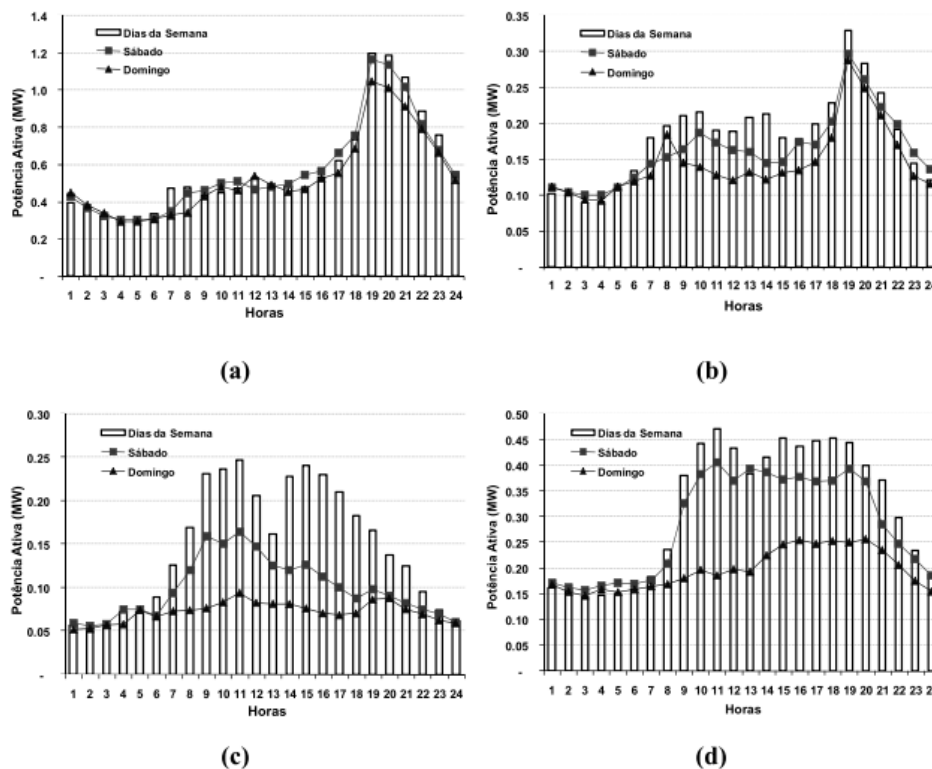 1.4
1.2
1.0
0.8
0.6
0.4
0.2
-
Potência Ativa (MW)
Dias da Semana
Sábado
Domingo
1 2 3 4 5 6 7 8 9 10 11 12 13 14 15 16 17 18 19 20 21 22 23 24
Horas
(a)
0.35
0.30
0.25
0.20
0.15
0.10
0.05
-
Potência Ativa (MW)
Dias da Semana
Sábado
Domingo
1 2 3 4 5 6 7 8 9 10 11 12 13 14 15 16 17 18 19 20 21 22 23 24
Horas
(b)
0.30
0.25
0.20
0.15
0.10
0.05
-
Potência Ativa (MW)
Dias da Semana
Sábado
Domingo
1 2 3 4 5 6 7 8 9 10 11 12 13 14 15 16 17 18 19 20 21 22 23 24
Horas
(c)
0.50
0.45
0.40
0.35
0.30
0.25
0.20
0.15
0.10
0.05
-
Potência Ativa (MW)
Dias da Semana
Sábado
Domingo
1 2 3 4 5 6 7 8 9 10 11 12 13 14 15 16 17 18 19 20 21 22 23 2
Horas
(d)